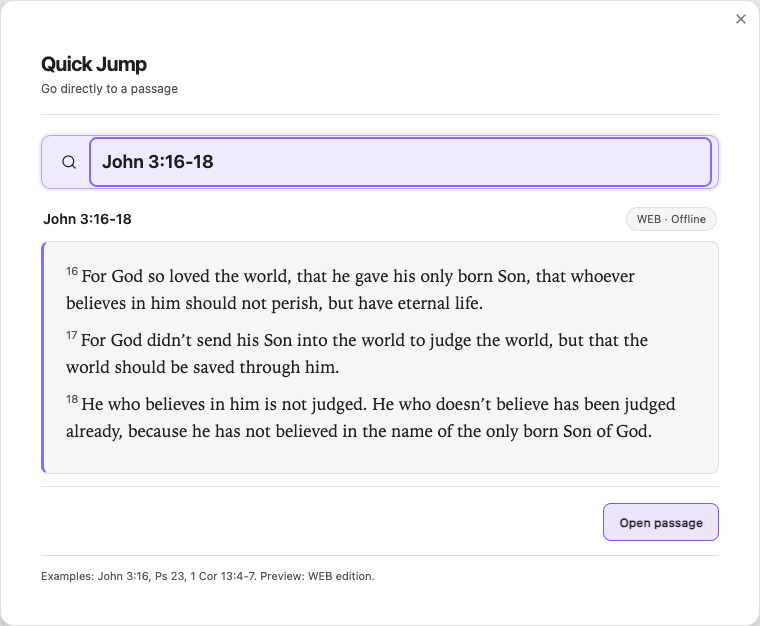 Quick Jump
Go directly to a passage
John 3:16-18
John 3:16-18
WEB · Offline
16 For God so loved the world, that he gave his only born Son, that whoever
believes in him should not perish, but have eternal life.
17 For God didn’t send his Son into the world to judge the world, but that the
world should be saved through him.
18 He who believes in him is not judged. He who doesn’t believe has been judged
already, because he has not believed in the name of the only born Son of God.
Open passage
Examples: John 3:16, Ps 23, 1 Cor 13:4-7. Preview: WEB edition.